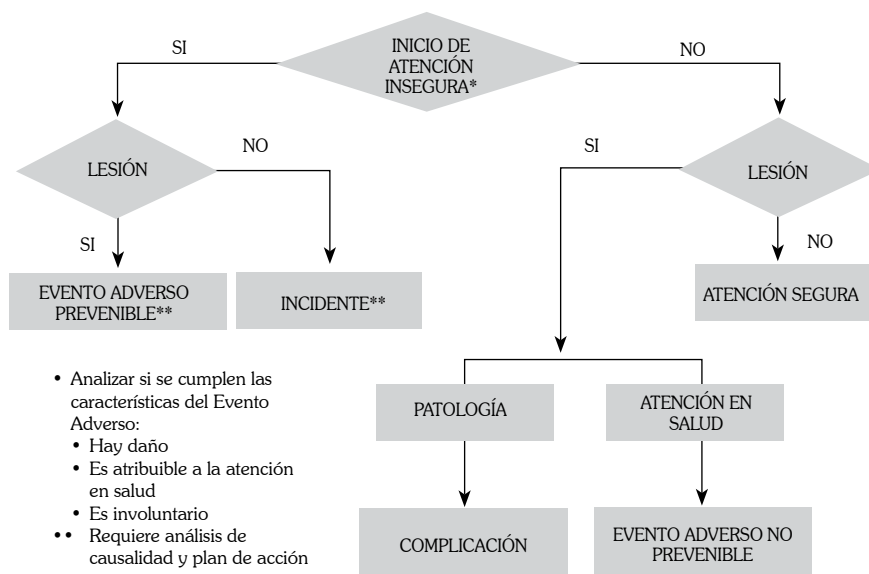 SI
INICIO DE
ATENCIÓN
INSEGURA*
NO
LESIÓN
NO
SI
LESIÓN
SI
NO
EVENTO ADVERSO
PREVENIBLE**
INCIDENTE**
ATENCIÓN SEGURA
• Analizar si se cumplen las
características del Evento
Adverso:
• Hay daño
• Es atribuible a la atención
en salud
• Es involuntario
•• Requiere análisis de
causalidad y plan de acción
PATOLOGÍA
ATENCIÓN EN
SALUD
COMPLICACIÓN
EVENTO ADVERSO NO
PREVENIBLE